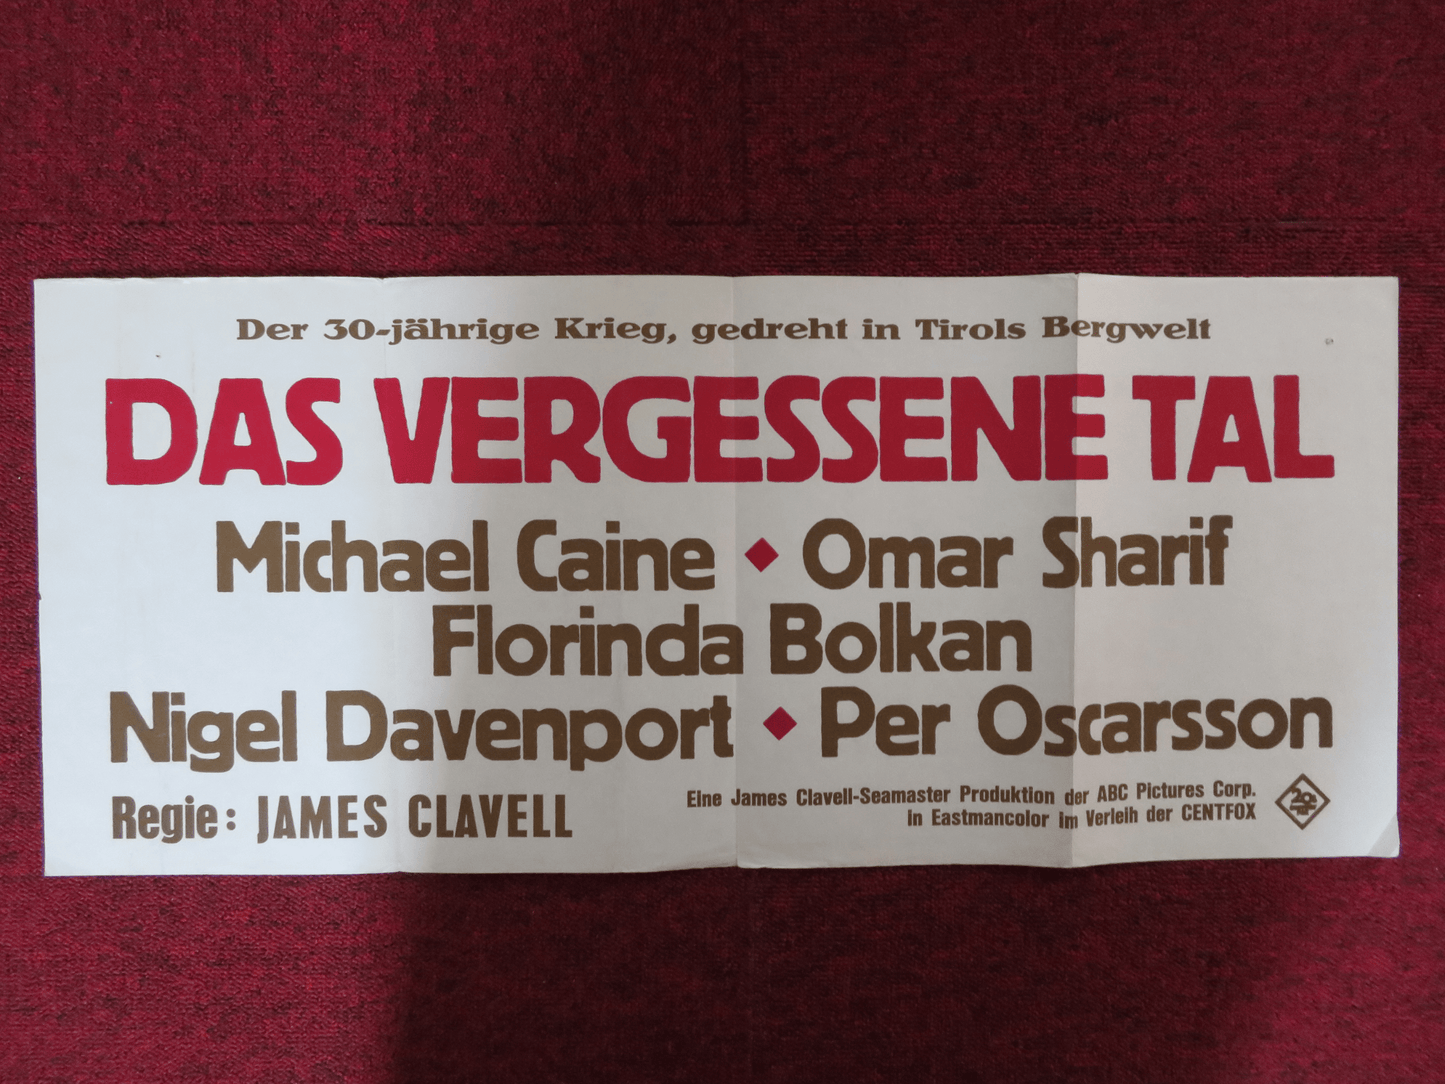 Der 30-jährige Krieg, gedreht in Tirols Bergwelt
DAS VERGESSENE TAL
Michael Caine ◆ Omar Sharif
Florinda Bolkan
Nigel Davenport ◆ Per Oscarsson
Regie: JAMES CLAVELL
Eine James Clavell-Seamaster Produktion der ABC Pictures Corp.
in Eastmancolor im Verleih der CENTFOX
20